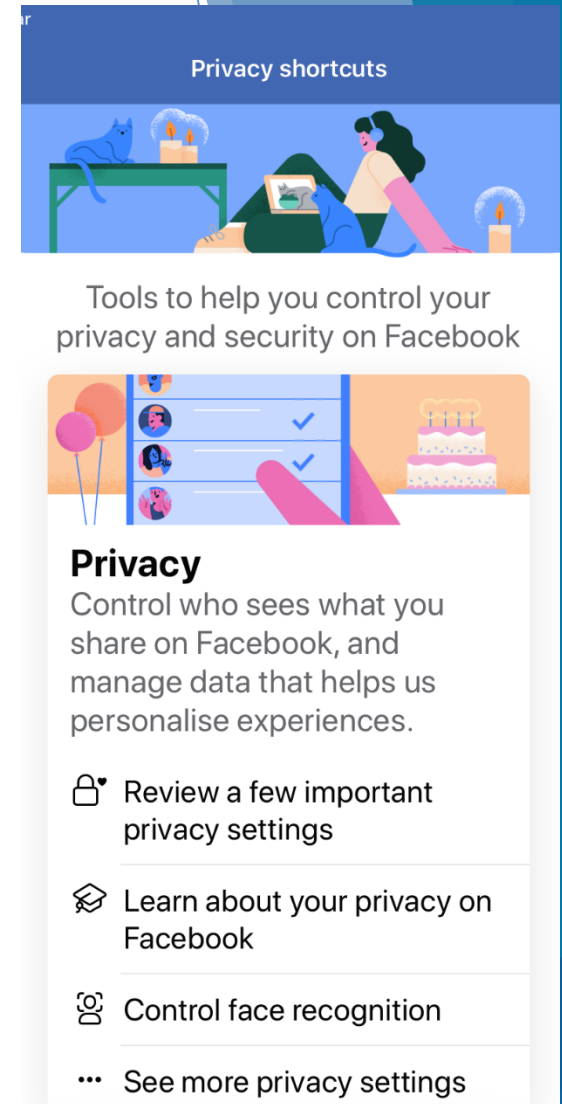 Privacy shortcuts
Tools to help you control your
privacy and security on Facebook
Privacy
Control who sees what you
share on Facebook, and
manage data that helps us
personalise experiences.
Review a few important
privacy settings
Learn about your privacy on
Facebook
Control face recognition
See more privacy settings